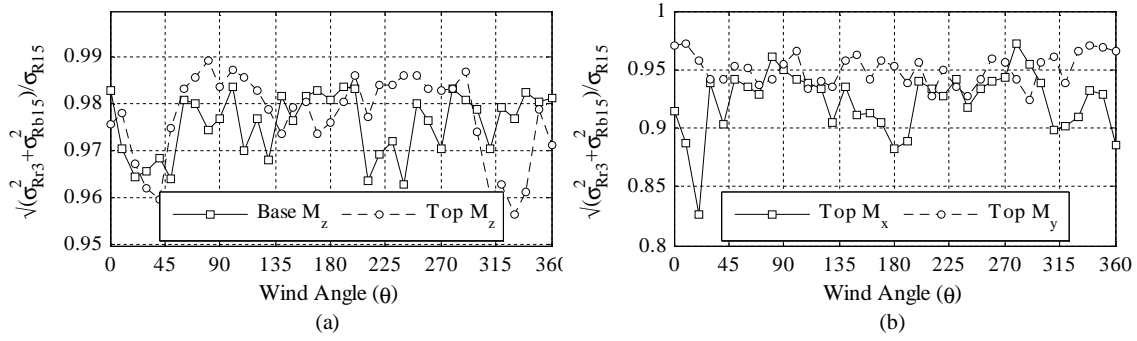 √(σ²Rr3+σ²Rb15)/σR15
0.99
0.98
0.97
0.96
0.95
Base Mz
Top Mz
0 45 90 135 180 225 270 315 360
Wind Angle (θ)
(a)
√(σ²Rr3+σ²Rb15)/σR15
1
0.95
0.9
0.85
0.8
Top Mx
Top My
0 45 90 135 180 225 270 315 360
Wind Angle (θ)
(b)